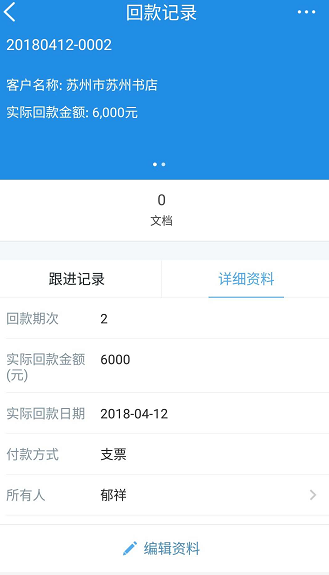 回款记录
20180412-0002
客户名称: 苏州市苏州书店
实际回款金额: 6,000元
0
文档
跟进记录 详细资料
回款期次 2
实际回款金额 6000
(元)
实际回款日期 2018-04-12
付款方式 支票
所有人 郁祥
编辑资料